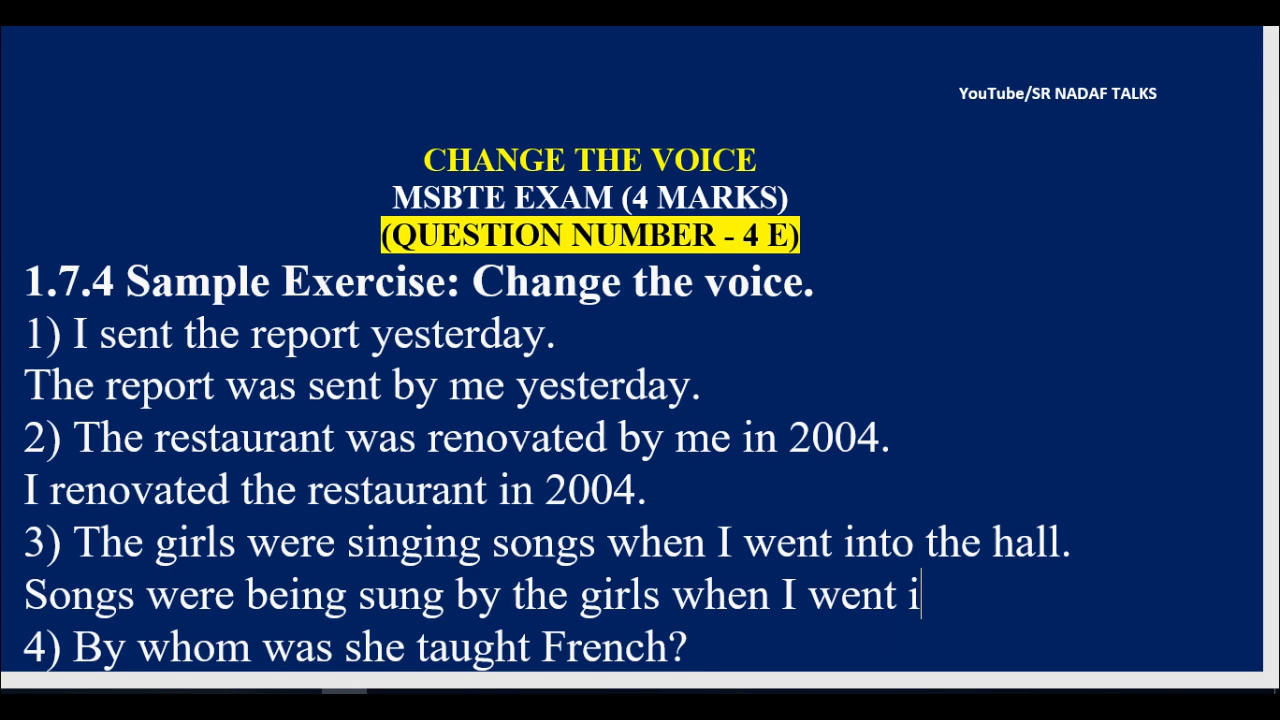 YouTube/SR NADAF TALKS
CHANGE THE VOICE
MSBTE EXAM (4 MARKS)
(QUESTION NUMBER - 4 E)
1.7.4 Sample Exercise: Change the voice.
1) I sent the report yesterday.
The report was sent by me yesterday.
2) The restaurant was renovated by me in 2004.
I renovated the restaurant in 2004.
3) The girls were singing songs when I went into the hall.
Songs were being sung by the girls when I went i
4) By whom was she taught French?